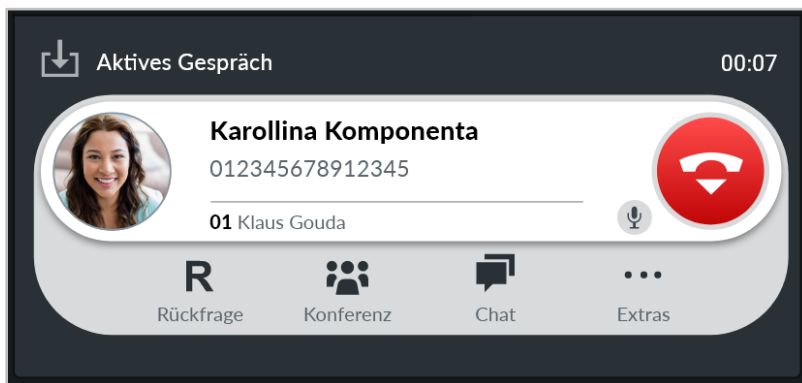 Aktives Gespräch 00:07
Karollina Komponenta
012345678912345
01 Klaus Gouda
R
Rückfrage Konferenz Chat Extras